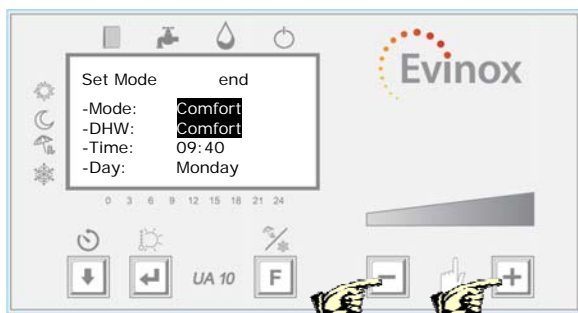 Evinox
Set Mode end
-Mode: Comfort
-DHW: Comfort
-Time: 09:40
-Day: Monday
0 3 6 9 12 15 18 21 24
UA 10 F - +